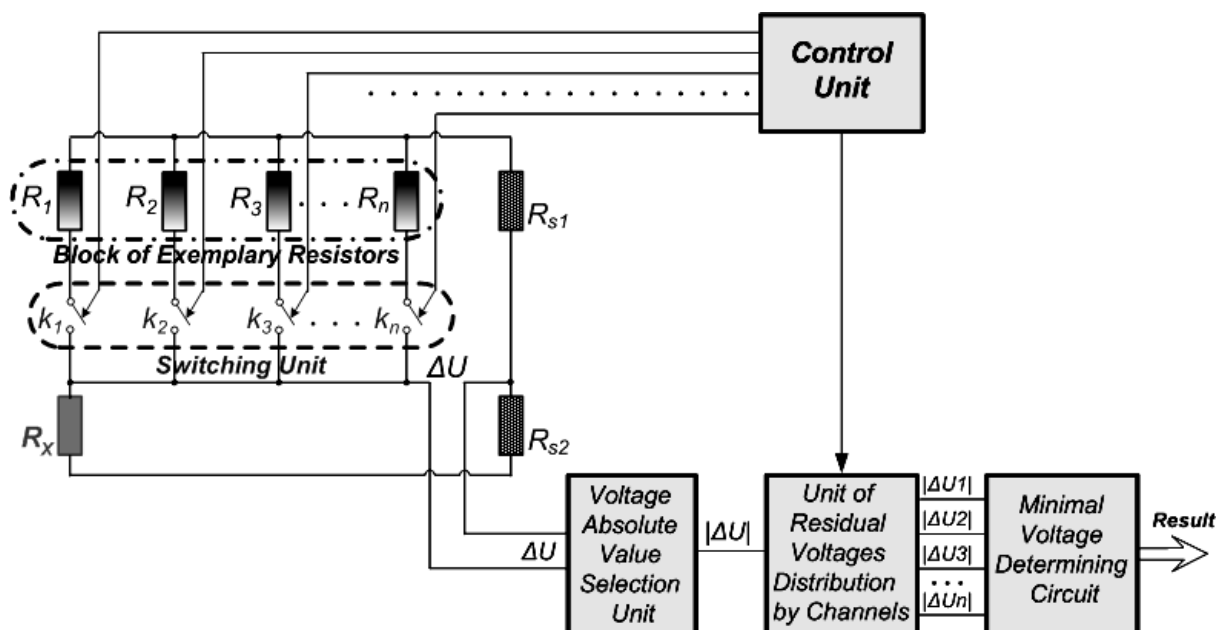 Control
Unit
R1 R2 R3 . . . Rn Rs1
Block of Exemplary Resistors
k1 k2 k3 . . . kn
Switching Unit
ΔU
Rx Rs2
Voltage
Absolute
Value
Selection
Unit
ΔU
|ΔU|
Unit of
Residual
Voltages
Distribution
by Channels
|ΔU1|
|ΔU2|
|ΔU3|
. . .
|ΔUn|
Minimal
Voltage
Determining
Circuit
Result